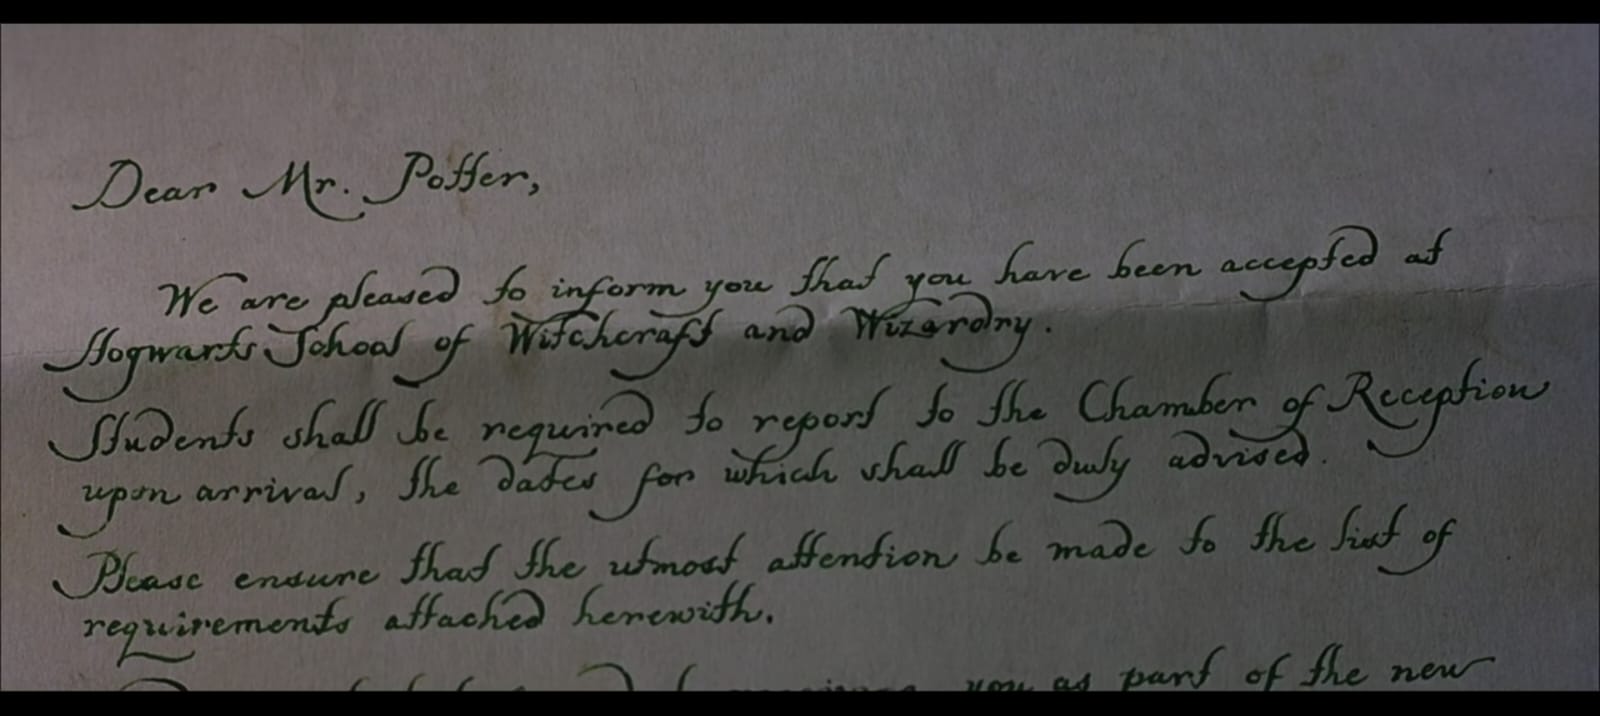 Dear Mr. Potter,
We are pleased to inform you that you have been accepted at
Hogwarts School of Witchcraft and Wizardry.
Students shall be required to report to the Chamber of Reception
upon arrival, the dates for which shall be duly advised.
Please ensure that the utmost attention be made to the list of
requirements attached herewith.
you as part of the new